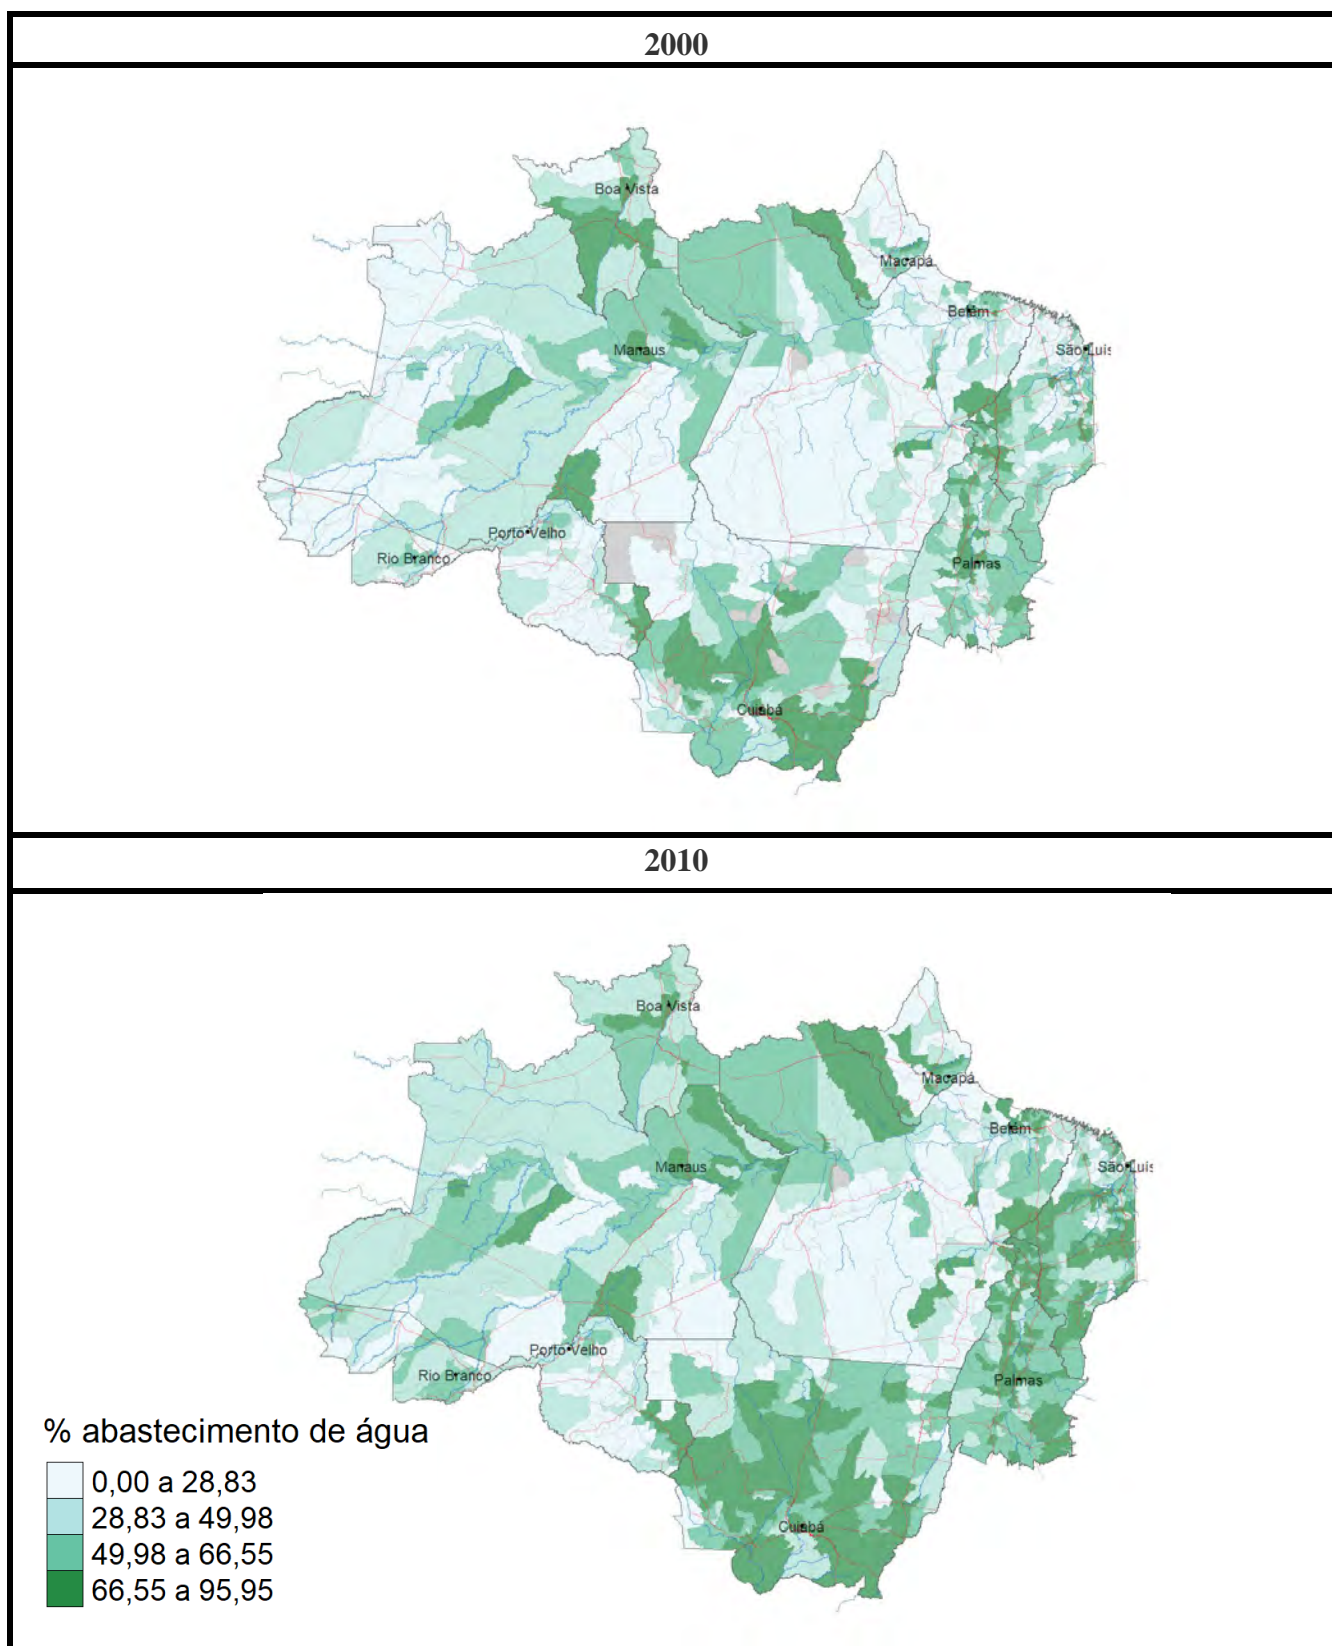 2000
Boa Vista
Macapá
Belém
São Luís
Manaus
Porto Velho
Rio Branco
Palmas
Cuiabá
2010
Boa Vista
Macapá
Belém
São Luís
Manaus
Porto Velho
Rio Branco
Palmas
Cuiabá
% abastecimento de água
0,00 a 28,83
28,83 a 49,98
49,98 a 66,55
66,55 a 95,95